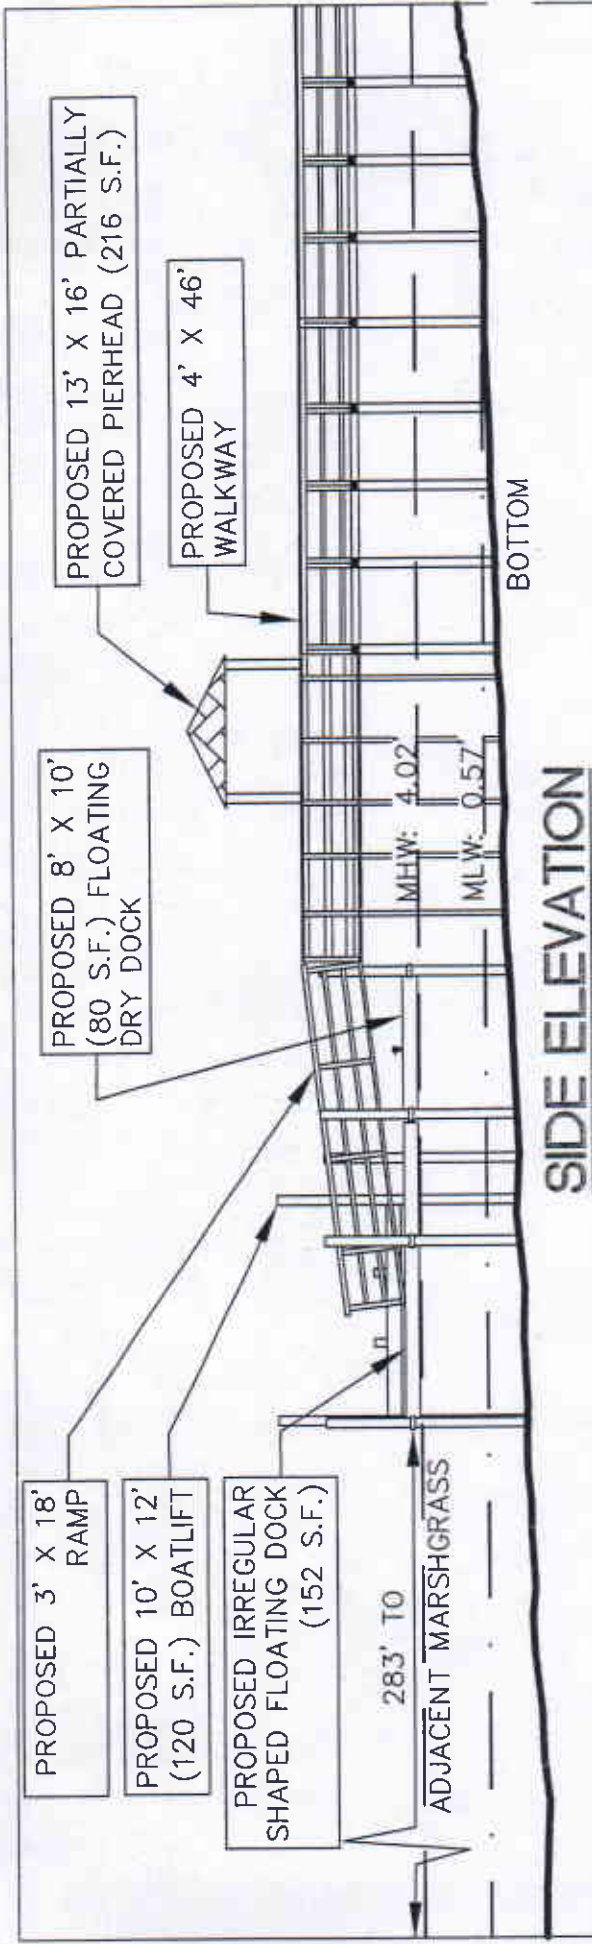 PROPOSED 3' X 18'
RAMP
PROPOSED 10' X 12'
(120 S.F.) BOATLIFT
PROPOSED IRREGULAR
SHAPED FLOATING DOCK
(152 S.F.)
283' TO
ADJACENT MARSHGRASS
PROPOSED 8' X 10'
(80 S.F.) FLOATING
DRY DOCK
PROPOSED 13' X 16' PARTIALLY
COVERED PIERHEAD (216 S.F.)
PROPOSED 4' X 46'
WALKWAY
MHW: 4.02'
MLW: 0.57'
BOTTOM
SIDE ELEVATION